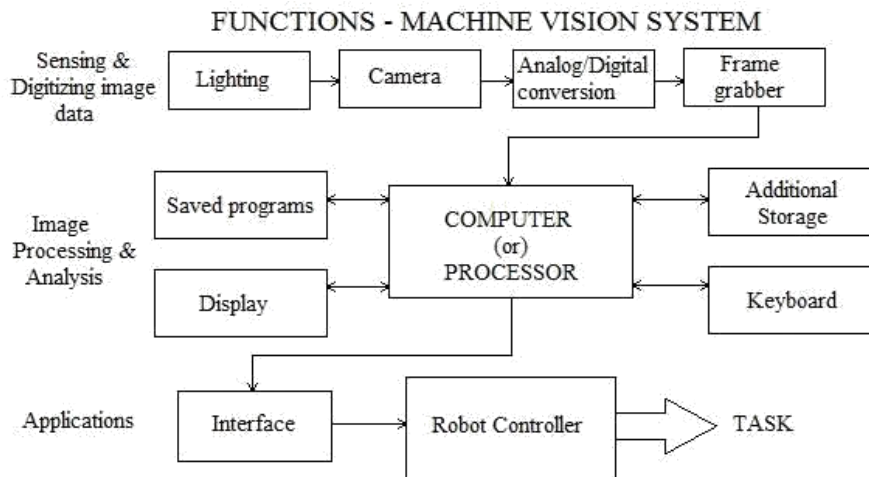 FUNCTIONS - MACHINE VISION SYSTEM
Sensing &
Digitizing image
data
Lighting
Camera
Analog/Digital
conversion
Frame
grabber
Image
Processing &
Analysis
Saved programs
Display
COMPUTER
(or)
PROCESSOR
Additional
Storage
Keyboard
Applications
Interface
Robot Controller
TASK